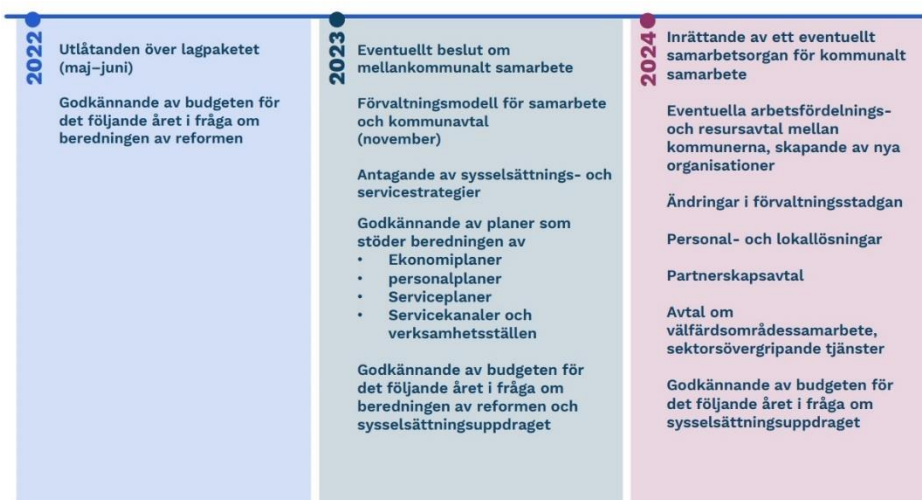 2022
Utlåtanden över lagpaketet
(maj–juni)
Godkännande av budgeten för
det följande året i fråga om
beredningen av reformen
2023
Eventuellt beslut om
mellankommunalt samarbete
Förvaltningsmodell för samarbete
och kommunavtal
(november)
Antagande av sysselsättnings- och
servicestrategier
Godkännande av planer som
stöder beredningen av
• Ekonomiplaner
• personalplaner
• Serviceplaner
• Servicekanaler och
verksamhetsställen
Godkännande av budgeten för
det följande året i fråga om
beredningen av reformen och
sysselsättningsuppdraget
2024
Inrättande av ett eventuellt
samarbetsorgan för kommunalt
samarbete
Eventuella arbetsfördelnings-
och resursavtal mellan
kommunerna, skapande av nya
organisationer
Ändringar i förvaltningsstadgan
Personal- och lokallösningar
Partnerskapsavtal
Avtal om
välfärdsområdessamarbete,
sektorsövergripande tjänster
Godkännande av budgeten för
det följande året i fråga om
sysselsättningsuppdraget